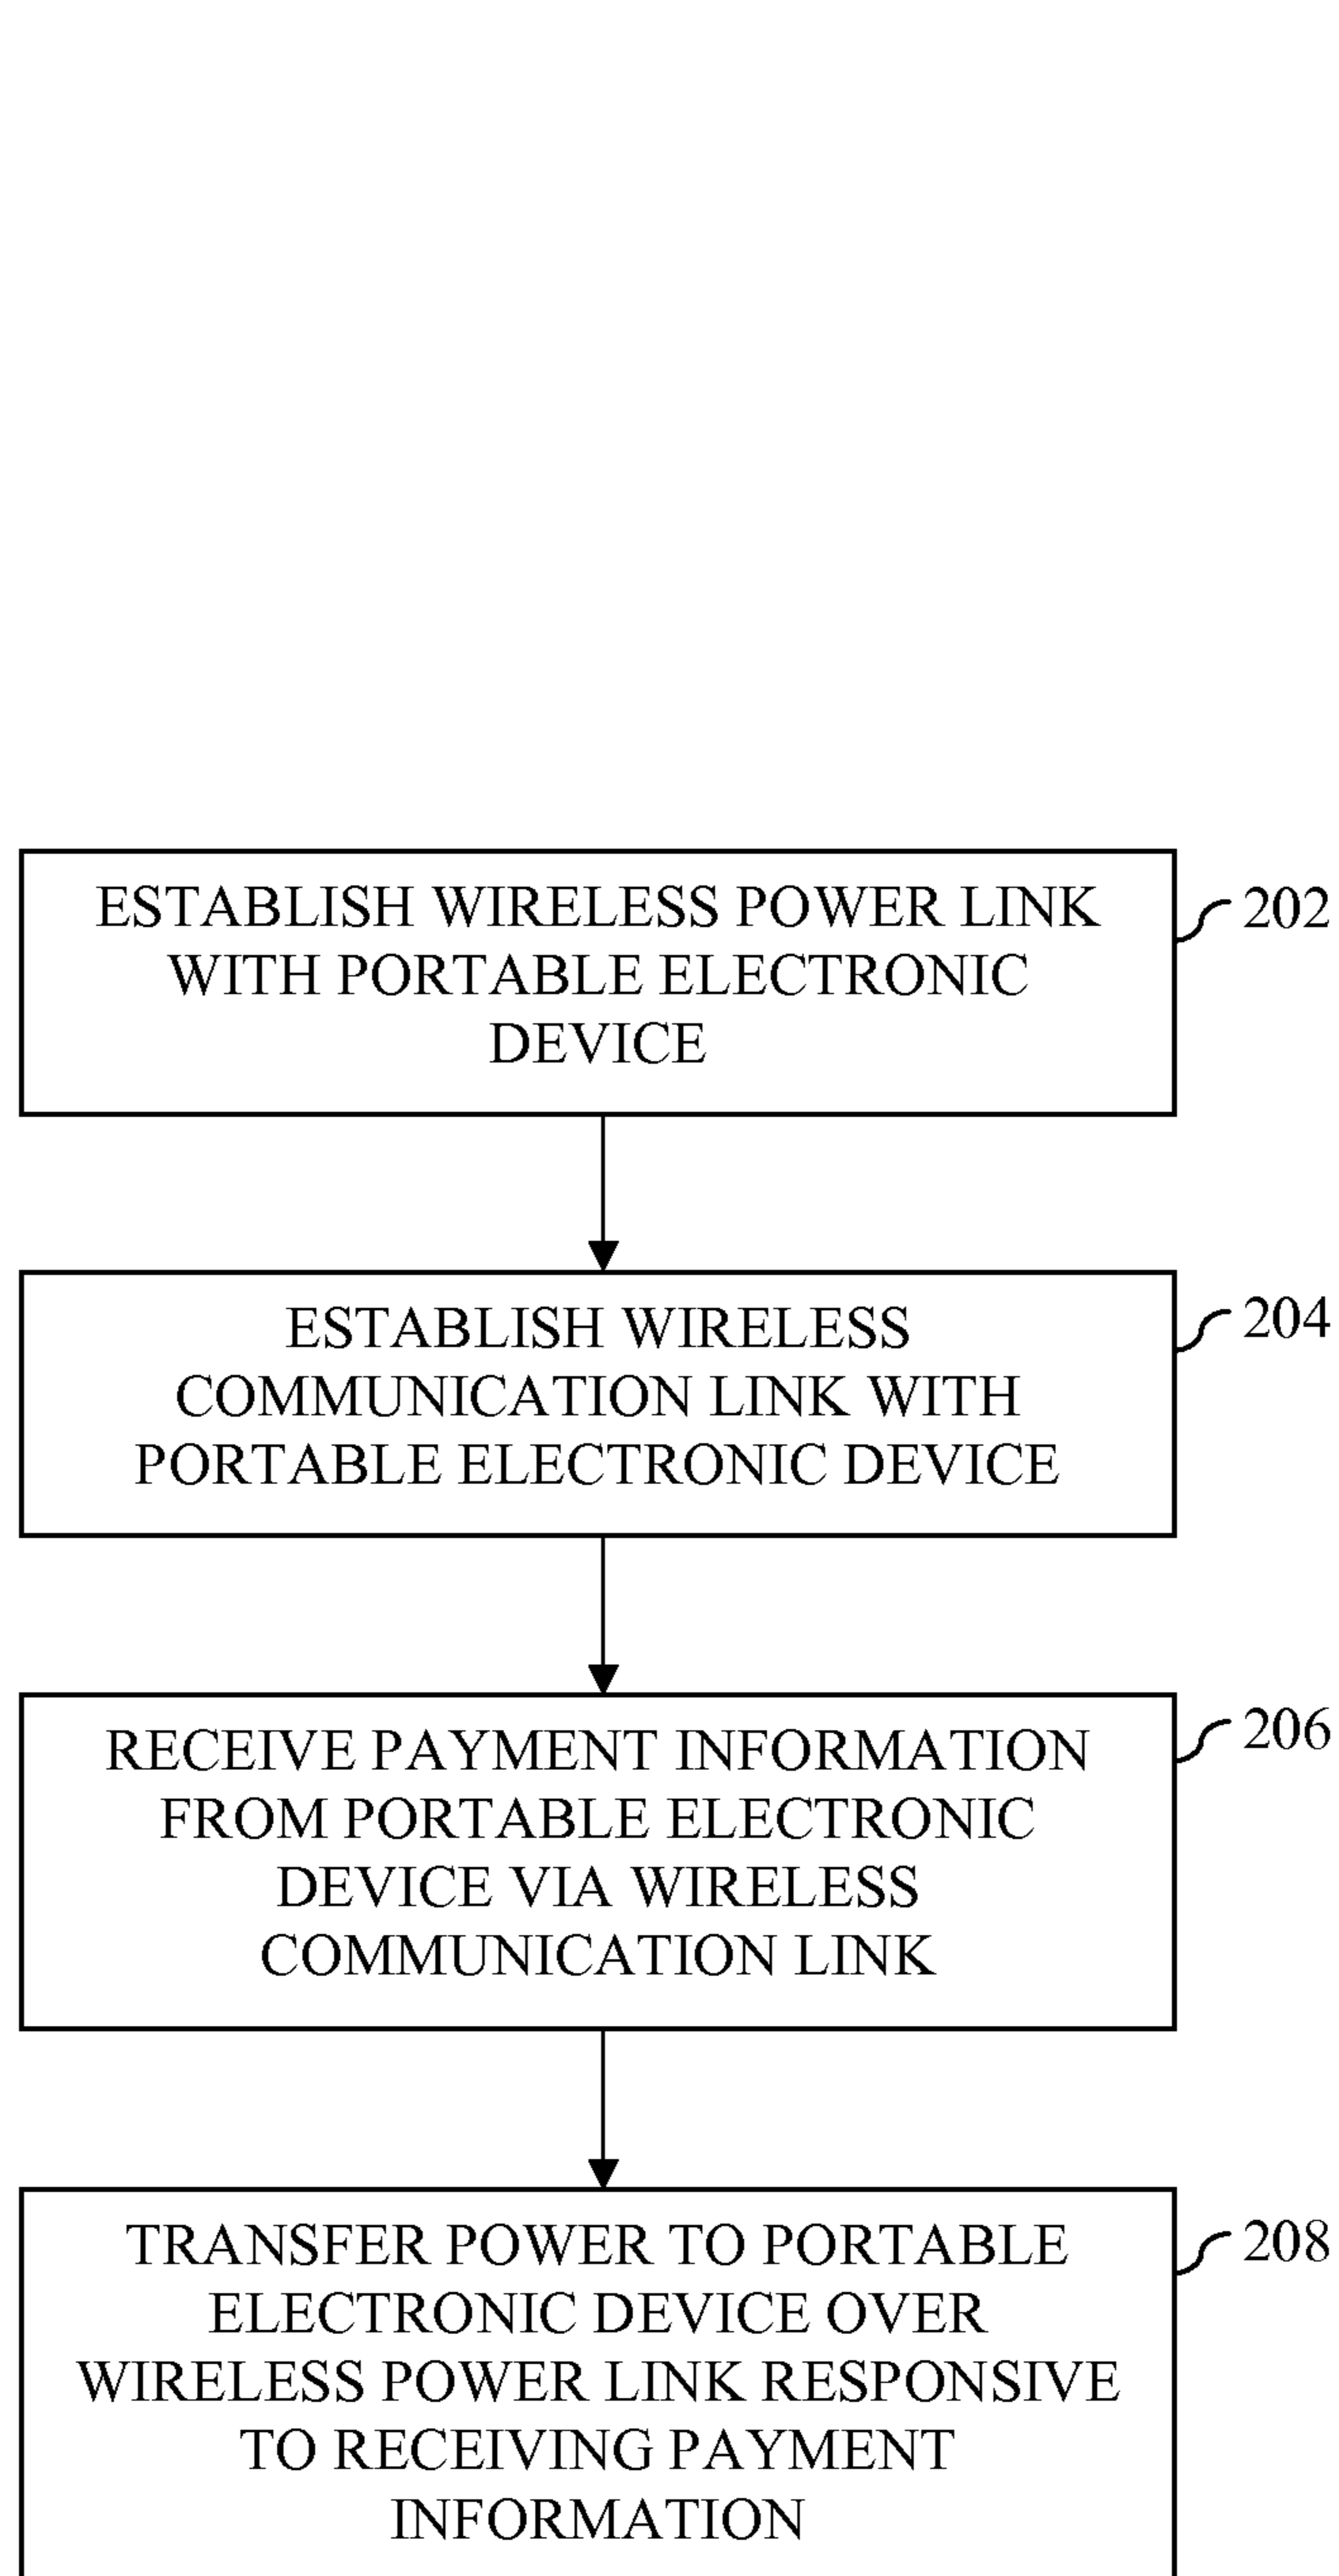 ESTABLISH WIRELESS POWER LINK
WITH PORTABLE ELECTRONIC
DEVICE
202
ESTABLISH WIRELESS
COMMUNICATION LINK WITH
PORTABLE ELECTRONIC DEVICE
204
RECEIVE PAYMENT INFORMATION
FROM PORTABLE ELECTRONIC
DEVICE VIA WIRELESS
COMMUNICATION LINK
206
TRANSFER POWER TO PORTABLE
ELECTRONIC DEVICE OVER
WIRELESS POWER LINK RESPONSIVE
TO RECEIVING PAYMENT
INFORMATION
208